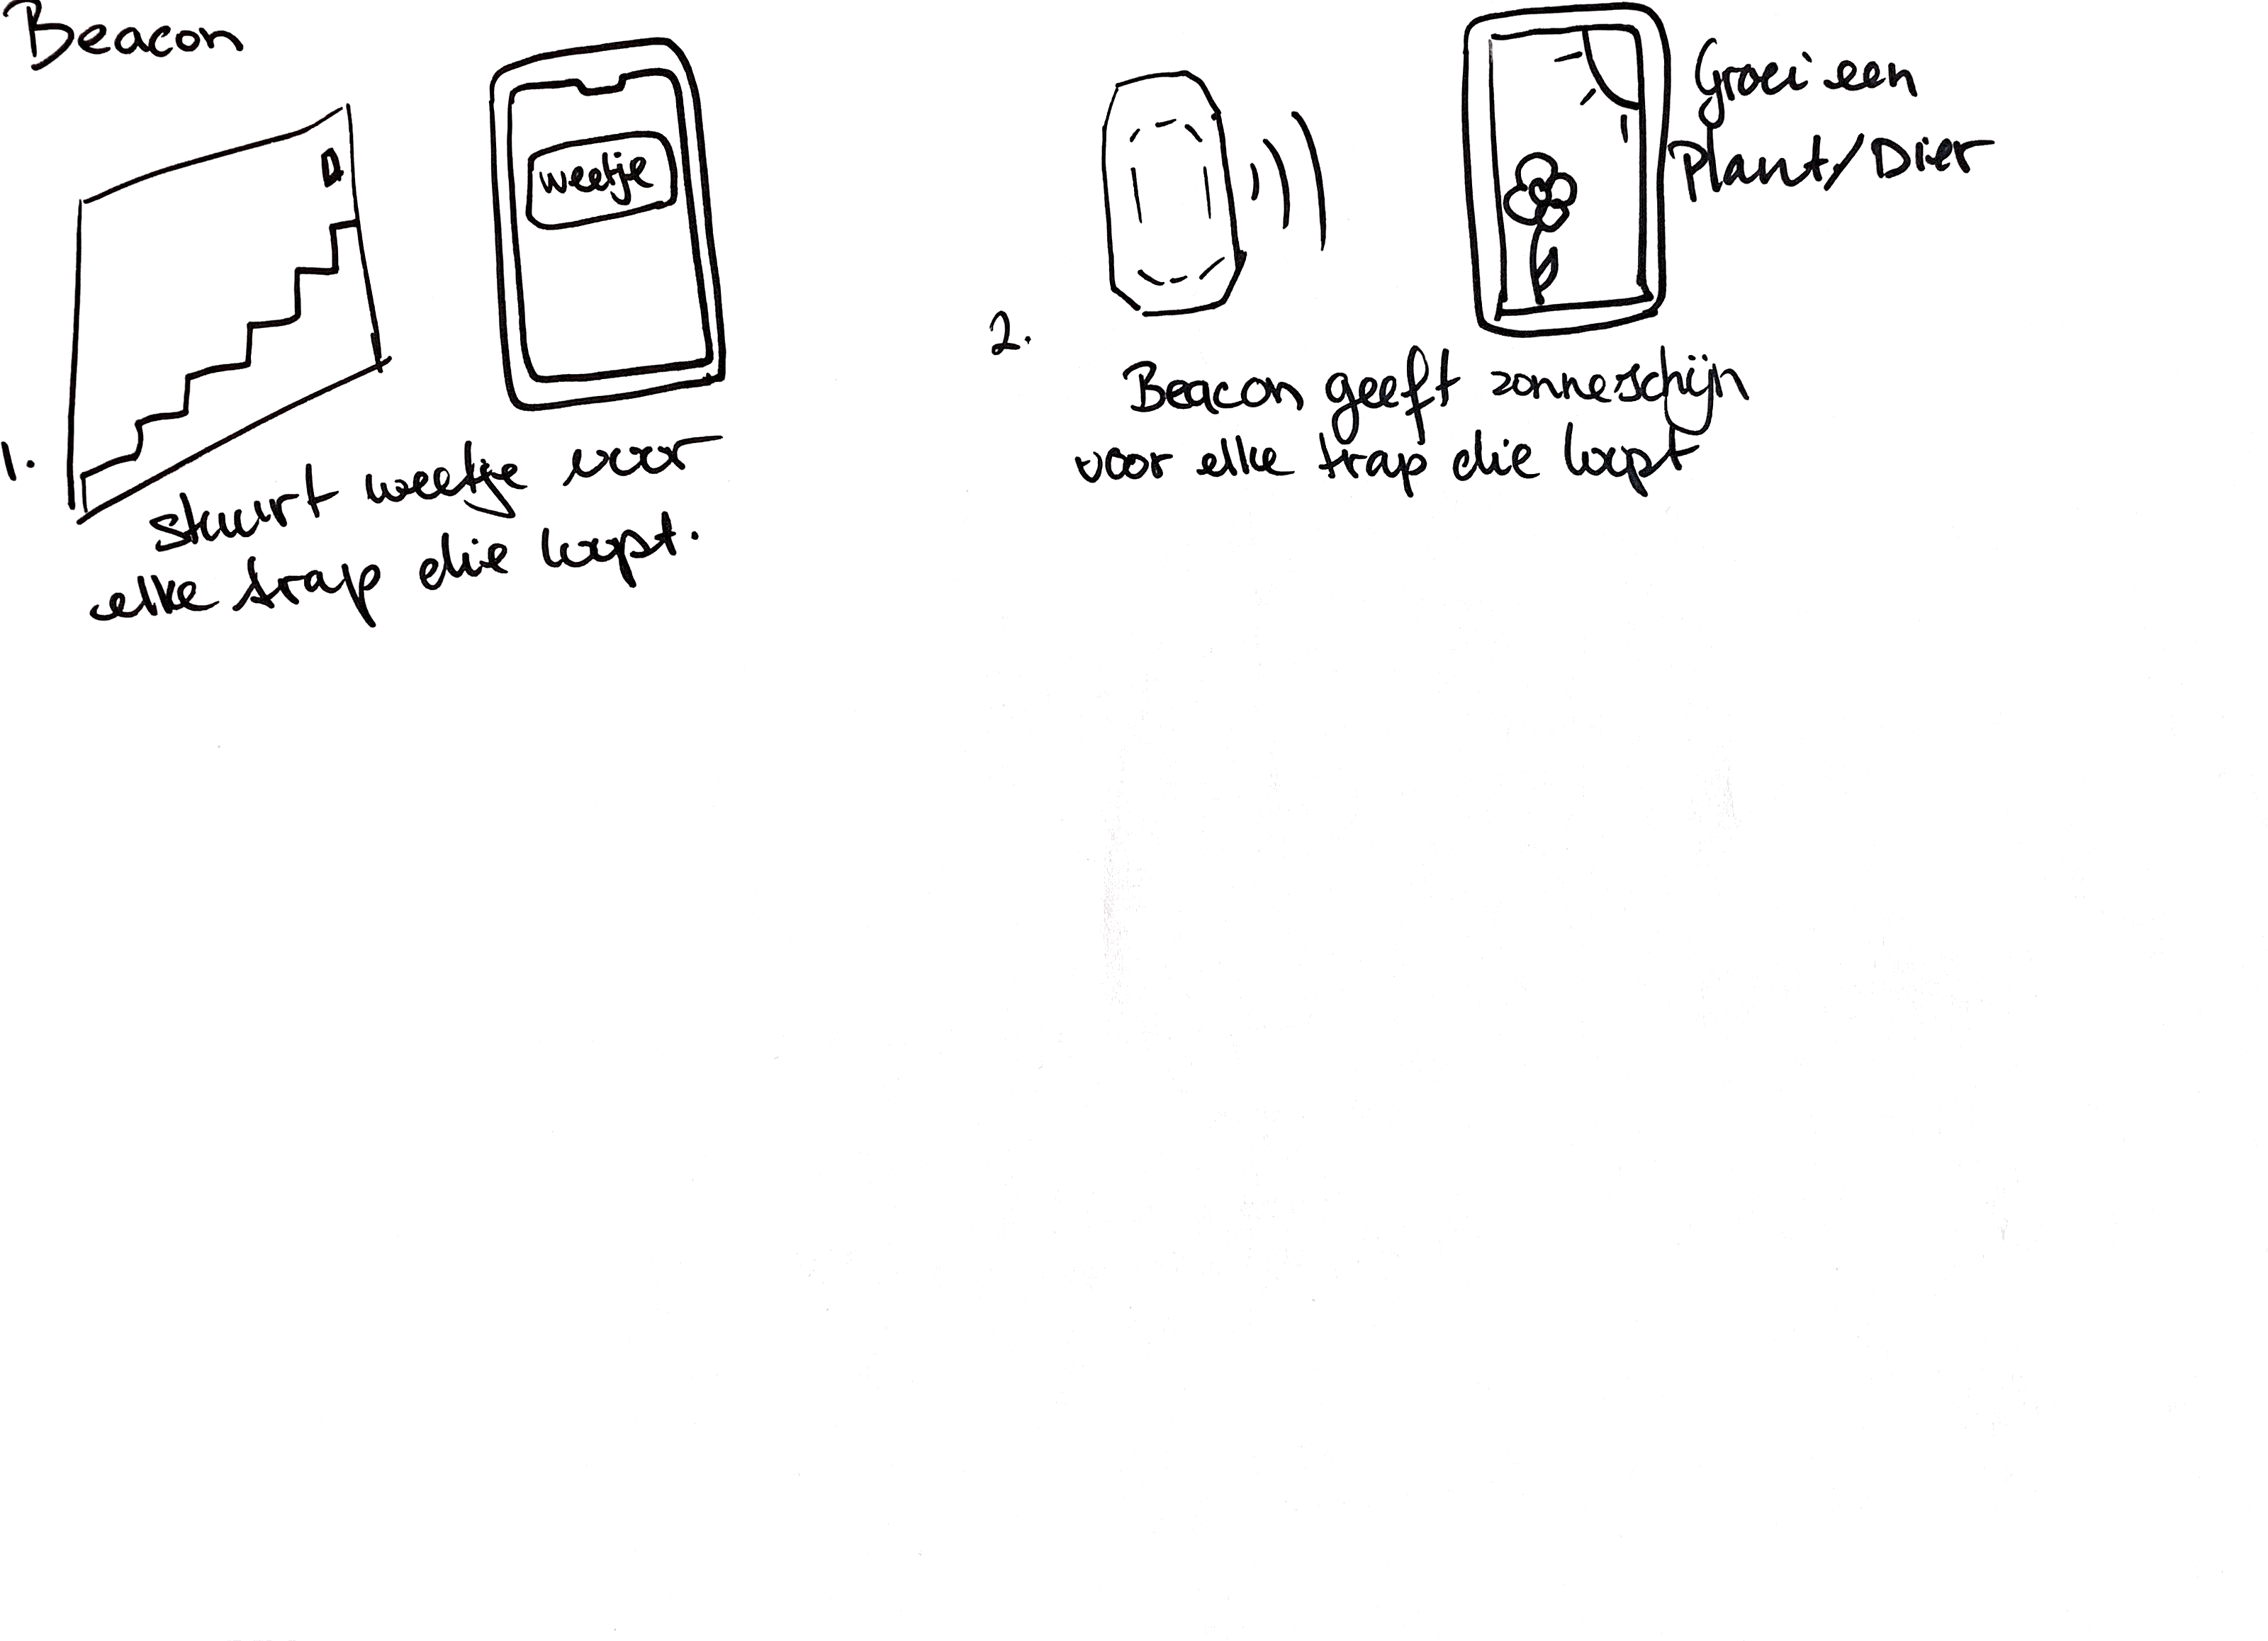 Beacon
weetje
1.
stuurt weetje voor
elke trap die loopt.
2.
Groei een
Plant/Dier
Beacon geeft zonneschijn
voor elke trap die loopt